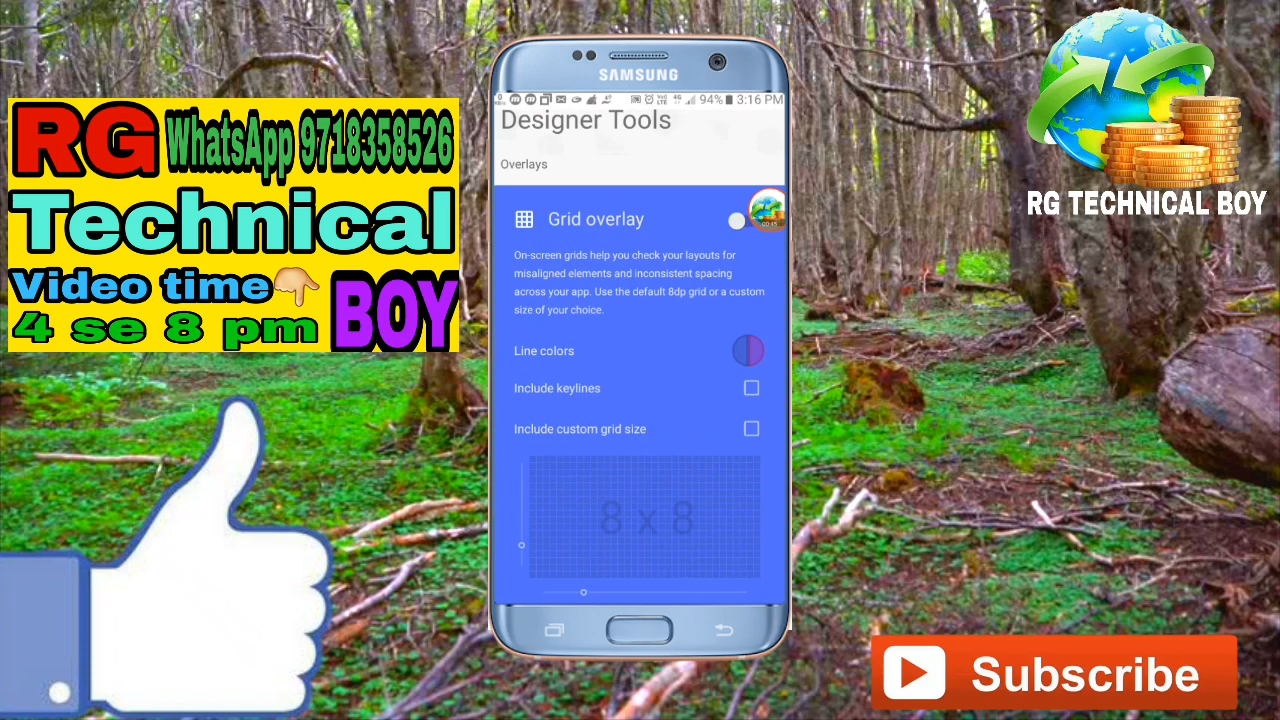 RG WhatsApp 9718358526
Technical
Video time
4 se 8 pm BOY
SAMSUNG
94% 3:16 PM
Designer Tools
Overlays
Grid overlay
00:45
On-screen grids help you check your layouts for
misaligned elements and inconsistent spacing
across your app. Use the default 8dp grid or a custom
size of your choice.
Line colors
Include keylines
Include custom grid size
8 x 8
RG TECHNICAL BOY
Subscribe